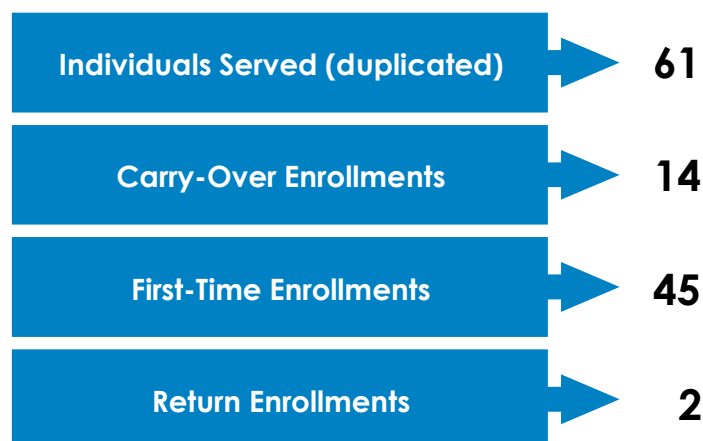 Individuals Served (duplicated) 61
Carry-Over Enrollments 14
First-Time Enrollments 45
Return Enrollments 2